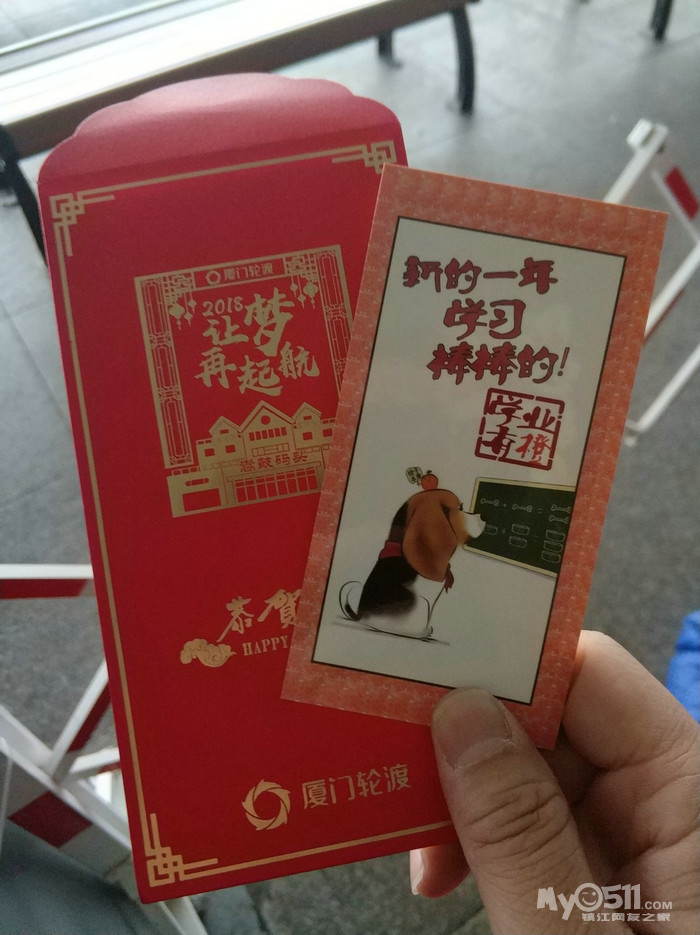 厦门轮渡
2018
让梦
再起航
鼓码头
恭贺
HAPPY
厦门轮渡
新的一年
学习
棒棒的!
学业
有橙
MyO511.com
镇江网友之家